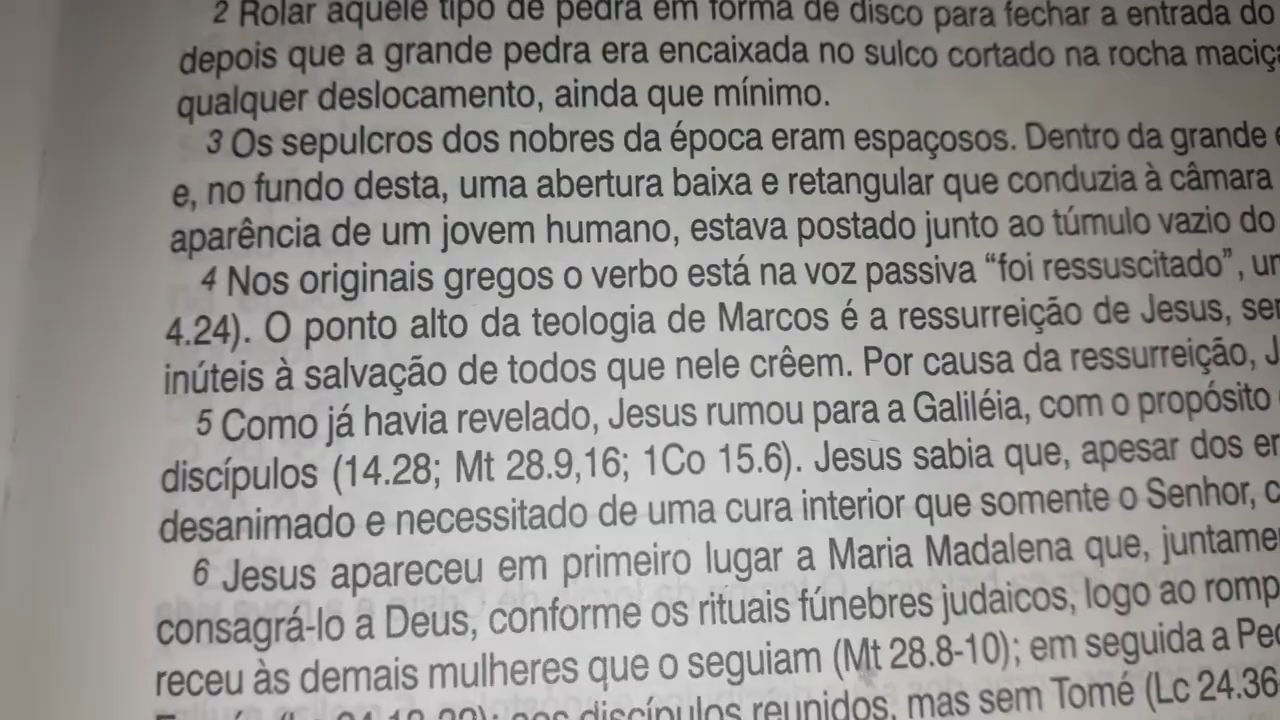 2 Rolar aquele tipo de pedra em forma de disco para fechar a entrada do
depois que a grande pedra era encaixada no sulco cortado na rocha maciça
qualquer deslocamento, ainda que mínimo.
3 Os sepulcros dos nobres da época eram espaçosos. Dentro da grande
e, no fundo desta, uma abertura baixa e retangular que conduzia à câmara
aparência de um jovem humano, estava postado junto ao túmulo vazio do
4 Nos originais gregos o verbo está na voz passiva “foi ressuscitado”,
4.24). O ponto alto da teologia de Marcos é a ressurreição de Jesus,
inúteis à salvação de todos que nele crêem. Por causa da ressurreição, J
5 Como já havia revelado, Jesus rumou para a Galiléia, com o propósito
discípulos (14.28; Mt 28.9,16; 1Co 15.6). Jesus sabia que, apesar dos
desanimado e necessitado de uma cura interior que somente o Senhor,
6 Jesus apareceu em primeiro lugar a Maria Madalena que, juntame
consagrá-lo a Deus, conforme os rituais fúnebres judaicos, logo ao romp
receu às demais mulheres que o seguiam (Mt 28.8-10); em seguida a Pe
discípulos reunidos, mas sem Tomé (Lc 24.36